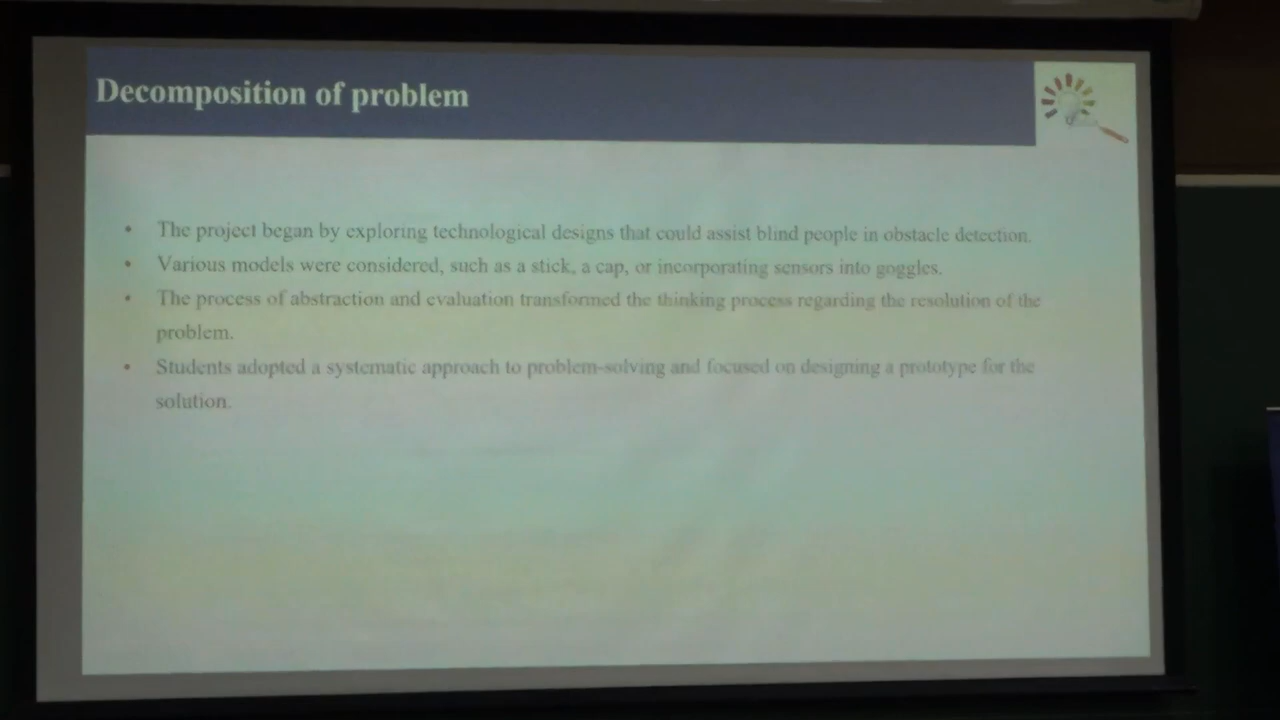 Decomposition of problem
• The project began by exploring technological designs that could assist blind people in obstacle detection.
• Various models were considered, such as a stick, a cap, or incorporating sensors into goggles.
• The process of abstraction and evaluation transformed the thinking process regarding the resolution of the
problem.
• Students adopted a systematic approach to problem-solving and focused on designing a prototype for the
solution.